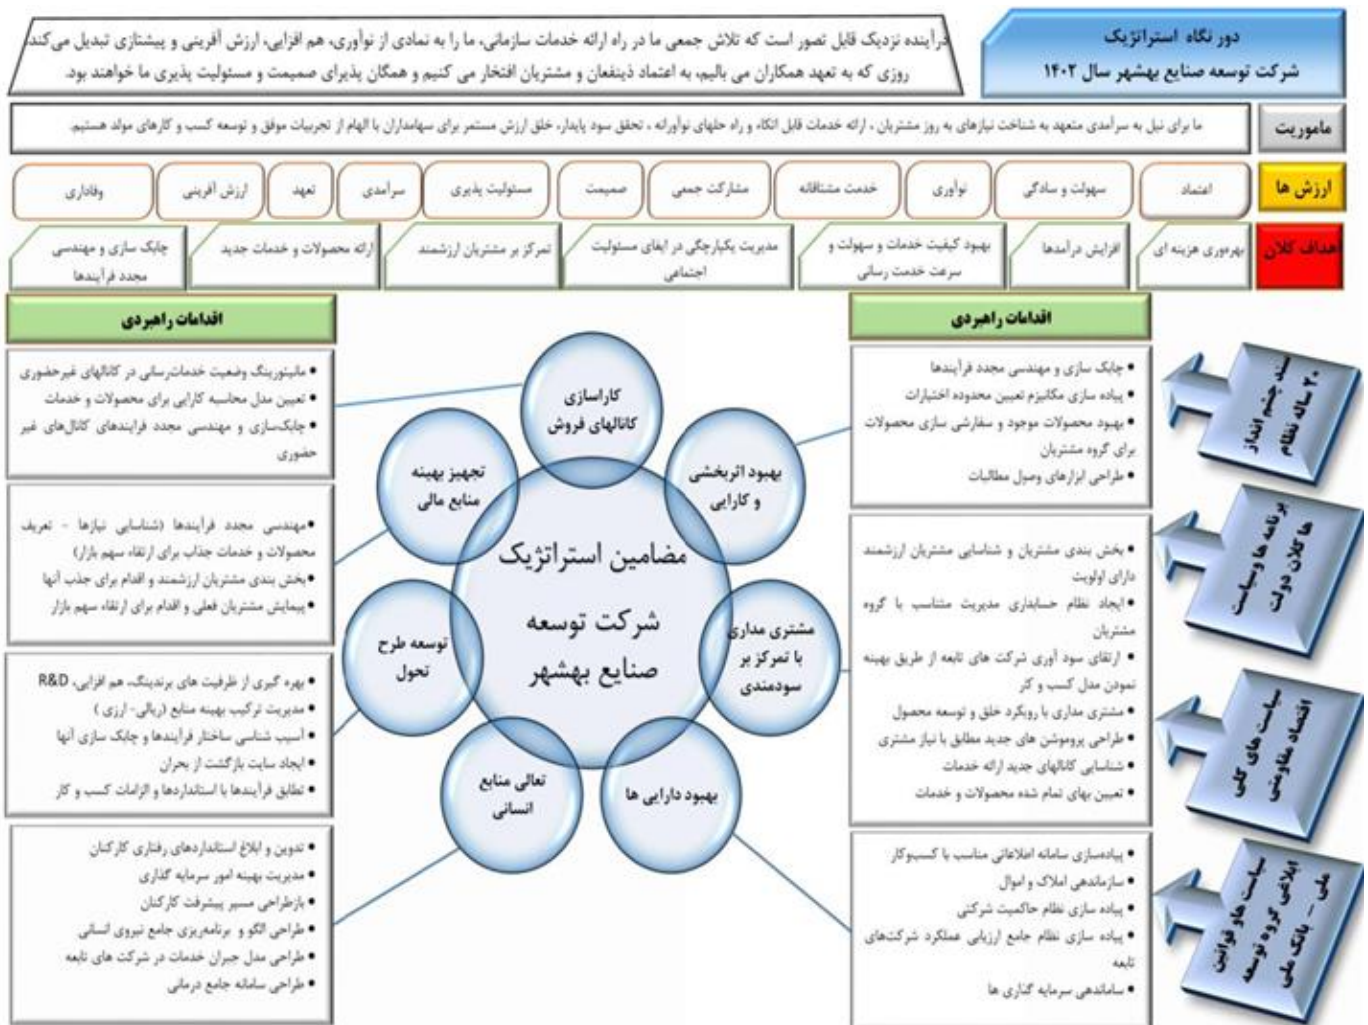 دورنگاه استراتژیک
شرکت توسعه صنایع بهشهر سال ۱۴۰۲
درآینده نزدیک قابل تصور است که تلاش جمعی ما در راه ارائه خدمات سازمانی، ما را به نمادی از نوآوری، هم افزایی، ارزش آفرینی و پیشتازی تبدیل می‌کند،
روزی که به تعهد همکاران می بالیم، به اعتماد ذینفعان و مشتریان افتخار می کنیم و همگان پذیرای صمیمت و مسئولیت پذیری ما خواهند بود.
ماموریت
ما برای نیل به سرآمدی متعهد به شناخت نیازهای به روز مشتریان ، ارائه خدمات قابل اتکاء و راه حلهای نوآورانه ، تحقق سود پایدار، خلق ارزش مستمر برای سهامداران با الهام از تجربیات موفق و توسعه کسب و کارهای مولد هستیم.
ارزش ها
اعتماد
سهولت و سادگی
نوآوری
خدمت مشتاقانه
مشارکت جمعی
صمیمت
مسئولیت پذیری
سرآمدی
تعهد
ارزش آفرینی
وفاداری
هداف کلان
بهره‌وری هزینه ای
افزایش درآمدها
بهبود کیفیت خدمات و سهولت و
سرعت خدمت رسانی
مدیریت یکپارچگی در ایفای مسئولیت
اجتماعی
تمرکز بر مشتریان ارزشمند
ارائه محصولات و خدمات جدید
چابک سازی و مهندسی
مجدد فرآیندها
سند چشم انداز
۲۰ ساله نظام
برنامه ها وسیاست
ها کلان دولت
سیاست های کلی
اقتصاد مقاومتی
سیاست هاو قوانین
ابلاغی گروه توسعه
ملی – بانک ملی
اقدامات راهبردی
• چابک سازی و مهندسی مجدد فرآیندها
• پیاده سازی مکانیزم تعیین محدوده اختیارات
• بهبود محصولات موجود و سفارشی سازی محصولات
برای گروه مشتریان
• طراحی ابزارهای وصول مطالبات
• بخش بندی مشتریان و شناسایی مشتریان ارزشمند
دارای اولویت
• ایجاد نظام حسابداری مدیریت متناسب با گروه
مشتریان
• ارتقای سود آوری شرکت های تابعه از طریق بهینه
نمودن مدل کسب و کار
• مشتری مداری با رویکرد خلق و توسعه محصول
• طراحی پروموشن های جدید مطابق با نیاز مشتری
• شناسایی کانالهای جدید ارائه خدمات
• تعیین بهای تمام شده محصولات و خدمات
• پیاده‌سازی سامانه اطلاعاتی مناسب با کسب‌وکار
• سازماندهی املاک و اموال
• پیاده سازی نظام حاکمیت شرکتی
• پیاده سازی نظام جامع ارزیابی عملکرد شرکت‌های
تابعه
• ساماندهی سرمایه گذاری ها
کاراسازی
کانالهای فروش
بهبود اثربخشی
و کارایی
مشتری مداری
با تمرکز بر
سودمندی
بهبود دارایی ها
تعالی منابع
انسانی
توسعه طرح
تحول
تجهیز بهینه
منابع مالی
مضامین استراتژیک
شرکت توسعه
صنایع بهشهر
اقدامات راهبردی
• مانیتورینگ وضعیت خدمات‌رسانی در کانالهای غیرحضوری
• تعیین مدل محاسبه کارایی برای محصولات و خدمات
• چابک‌سازی و مهندسی مجدد فرایندهای کانال‌های غیر
حضوری
• مهندسی مجدد فرآیندها (شناسایی نیازها - تعریف
محصولات و خدمات جذاب برای ارتقاء سهم بازار)
• بخش بندی مشتریان ارزشمند و اقدام برای جذب آنها
• پیمایش مشتریان فعلی و اقدام برای ارتقاء سهم بازار
• بهره گیری از ظرفیت های برندینگ، هم افزایی، R&D
• مدیریت ترکیب بهینه منابع (ریالی- ارزی )
• آسیب شناسی ساختار فرآیندها و چابک سازی آنها
• ایجاد سایت بازگشت از بحران
• تطابق فرآیندها با استانداردها و الزامات کسب و کار
• تدوین و ابلاغ استانداردهای رفتاری کارکنان
• مدیریت بهینه امور سرمایه گذاری
• بازطراحی مسیر پیشرفت کارکنان
• طراحی الگو و برنامه‌ریزی جامع نیروی انسانی
• طراحی مدل جبران خدمات در شرکت های تابعه
• طراحی سامانه جامع درمانی